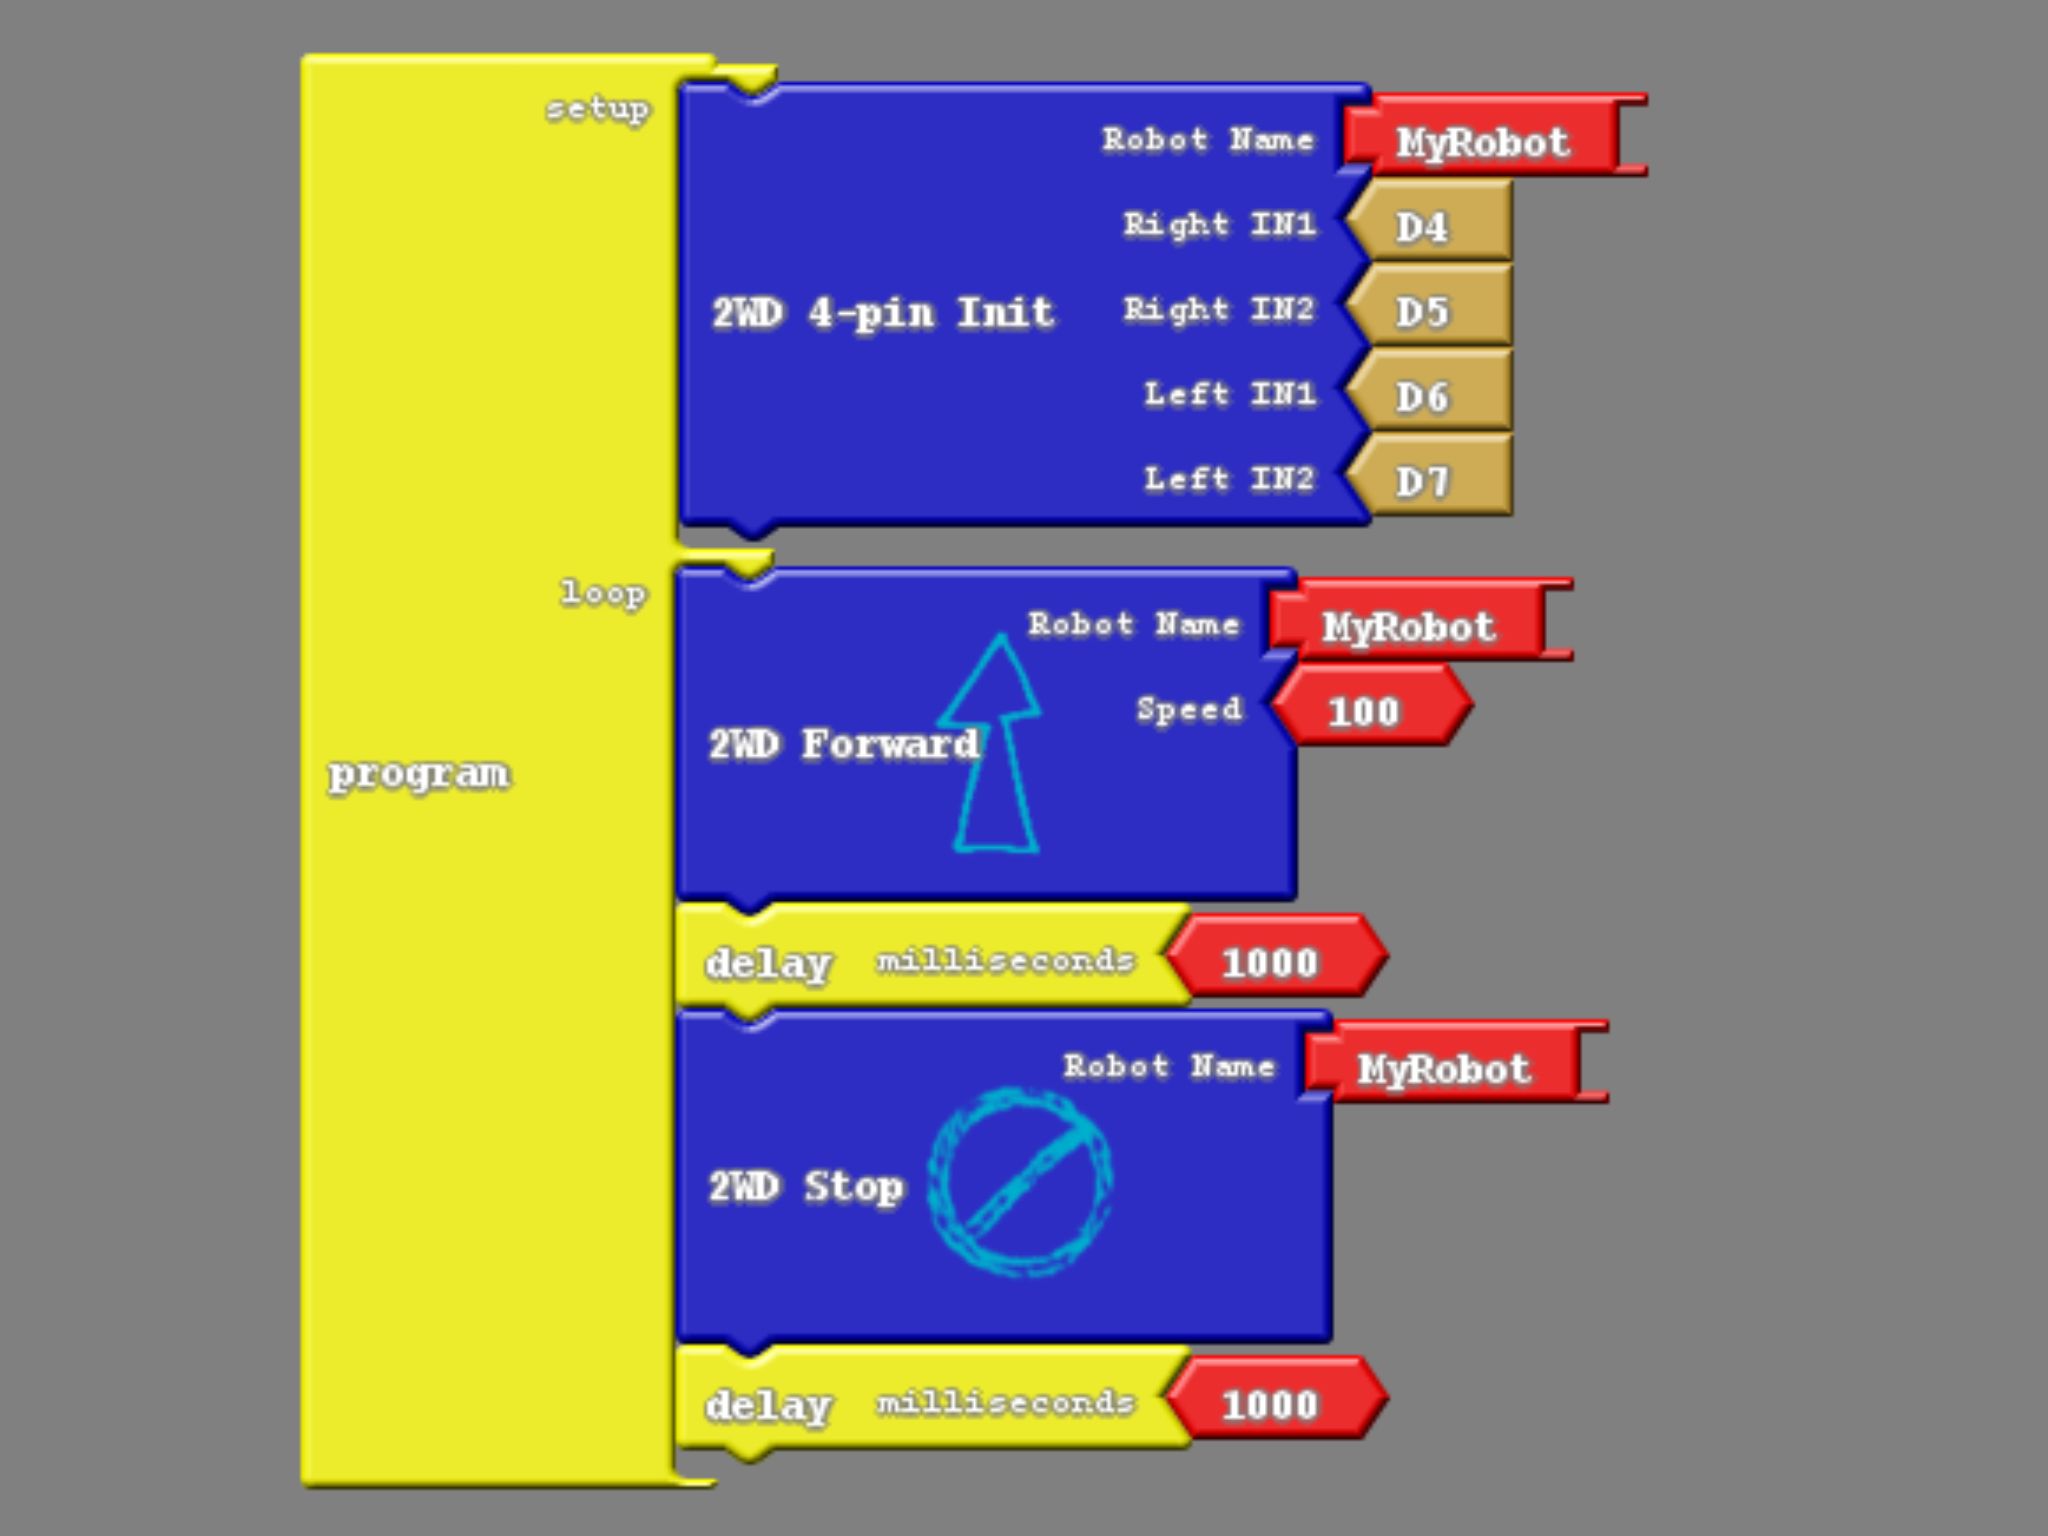 setup
Robot Name MyRobot
Right IN1 D4
2WD 4-pin Init Right IN2 D5
Left IN1 D6
Left IN2 D7
loop
Robot Name MyRobot
Speed 100
2WD Forward
program
delay milliseconds 1000
Robot Name MyRobot
2WD Stop
delay milliseconds 1000